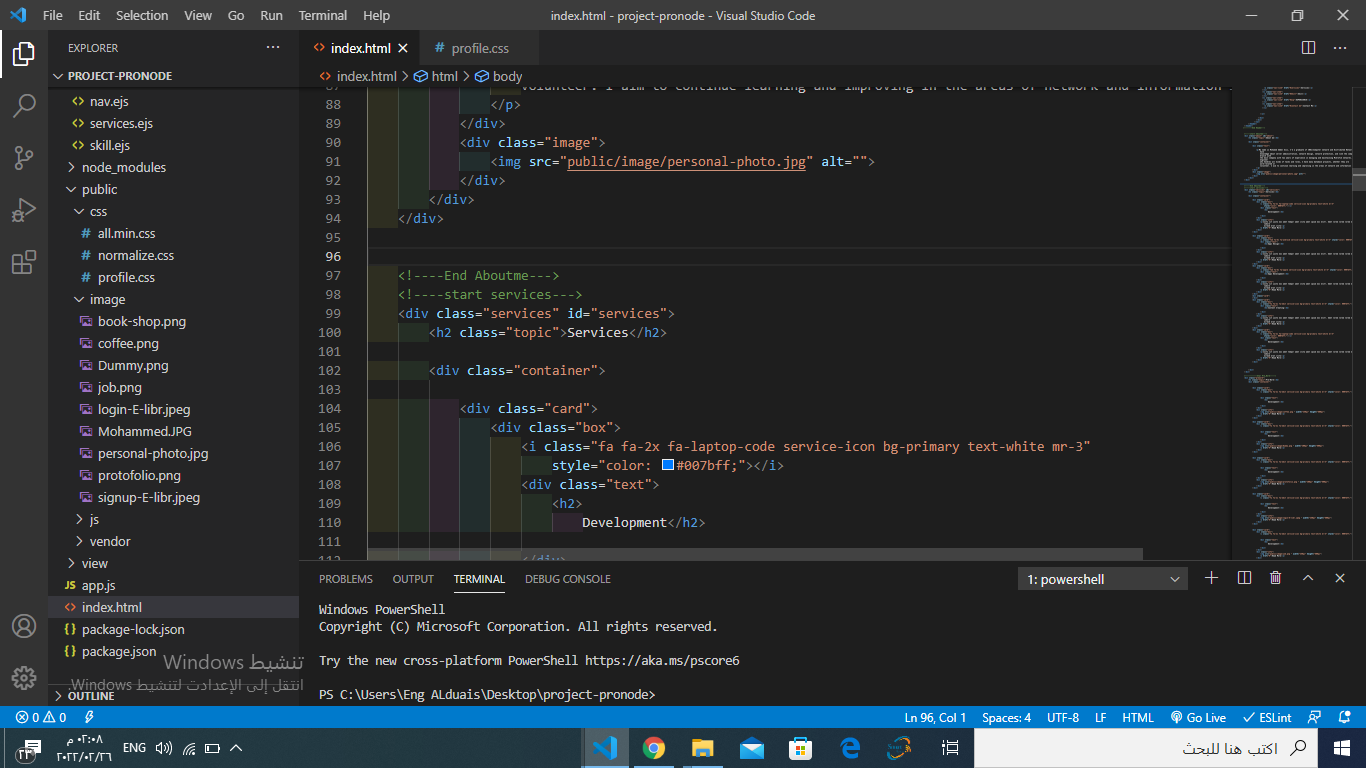 File Edit Selection View Go Run Terminal Help
index.html - project-pronode - Visual Studio Code
EXPLORER
PROJECT-PRONODE
nav.ejs
services.ejs
skill.ejs
node_modules
public
css
all.min.css
normalize.css
profile.css
image
book-shop.png
coffee.png
Dummy.png
job.png
login-E-libr.jpeg
Mohammed.JPG
personal-photo.jpg
protofolio.png
signup-E-libr.jpeg
js
vendor
view
JS app.js
index.html
package-lock.json
package.json
OUTLINE
index.html
profile.css
index.html > html > body
87 volunteer. I aim to continue learning and improving in the areas of network and information
88 </p>
89 </div>
90 <div class="image">
91 <img src="public/image/personal-photo.jpg" alt="">
92 </div>
93 </div>
94 </div>
95
96
97 <!----End Aboutme--->
98 <!----start services--->
99 <div class="services" id="services">
100 <h2 class="topic">Services</h2>
101
102 <div class="container">
103
104 <div class="card">
105 <div class="box">
106 <i class="fa fa-2x fa-laptop-code service-icon bg-primary text-white mr-3"
107 style="color: #007bff;"></i>
108 <div class="text">
109 <h2>
110 Development</h2>
111
112 </div>
PROBLEMS OUTPUT TERMINAL DEBUG CONSOLE
1: powershell
Windows PowerShell
Copyright (C) Microsoft Corporation. All rights reserved.
Try the new cross-platform PowerShell https://aka.ms/pscore6
PS C:\Users\Eng ALduais\Desktop\project-pronode>
تنشيط Windows
انتقل إلى الإعدادت لتنشيط Windows.
0 0
Ln 96, Col 1 Spaces: 4 UTF-8 LF HTML Go Live ESLint
٠٢:٠٨ م
٢٠٢٢/٠٢/٢٦
٢٣
ENG
اكتب هنا للبحث